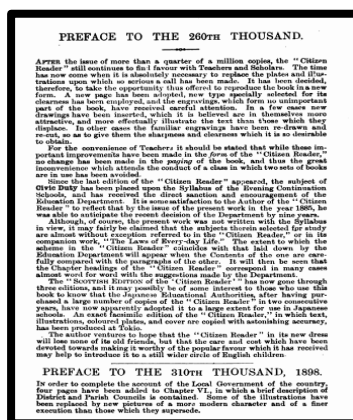 PREFACE TO THE 260TH THOUSAND.
AFTER the issue of more than a quarter of a million copies, the "Citizen
Reader" still continues to find favour with Teachers and Scholars. The time
has now come when it is absolutely necessary to replace the plates and illus-
trations upon which so serious a call has been made. It has been decided,
therefore, to take the opportunity thus offered to reproduce the book in a new
form. A new page has been adopted, new type specially selected for its
clearness has been employed, and the engravings, which form no unimportant
part of the book, have received careful attention. In a few cases new
drawings have been inserted, which it is believed are in themselves more
attractive, and more effectually illustrate the text than those which they
displace. In other cases the familiar engravings have been re-drawn and
re-cut, so as to give them the sharpness and clearness which it is so desirable
to obtain.
For the convenience of Teachers it should be stated that while these im-
portant improvements have been made in the form of the "Citizen Reader,"
no change has been made in the paging of the book, and thus the great
inconvenience which attends the conduct of a class in which two sets of books
are in use has been avoided.
Since the last edition of the "Citizen Reader" appeared, the subject of
Civic Duty has been placed upon the Syllabus of the Evening Continuation
Schools, and has received the direct sanction and encouragement of the
Education Department. It is some satisfaction to the Author of the "Citizen
Reader" to reflect that by the issue of the present work in the year 1885, he
was able to anticipate the recent decision of the Department by nine years.
Although, of course, the present work was not written with the Syllabus
in view, it may fairly be claimed that the subjects therein selected for study
are almost without exception referred to in the "Citizen Reader," or in its
companion work, "The Laws of Every-day Life." The extent to which the
scheme in the "Citizen Reader" coincides with that laid down by the
Education Department will appear when the Contents of the one are care-
fully compared with the paragraphs of the other. It will then be seen that
the Chapter headings of the "Citizen Reader" correspond in many cases
almost word for word with the suggestions made by the Department.
The "SCOTTISH EDITION of the 'Citizen Reader'" has now gone through
three editions, and it may possibly be of some interest to those who use this
book to know that the Japanese Educational Authorities, after having pur-
chased a large number of copies of the "Citizen Reader" in two consecutive
years, have now apparently adopted it to a large extent for use in Japanese
schools. An exact facsimile edition of the "Citizen Reader," in which text,
illustrations, coloured plates, and cover are copied with astonishing accuracy,
has been produced at Tokio.
The author ventures to hope that the "Citizen Reader" in its new dress
will lose none of its old friends, but that the care and cost which have been
devoted towards making it worthy of the popular favour which it has received
may help to introduce it to a still wider circle of English children
PREFACE TO THE 310TH THOUSAND, 1898.
In order to complete the account of the Local Government of the country,
four pages have been added to Chapter VI., in which a brief description of
District and Parish Councils is contained. Some of the illustrations have
been replaced by new pictures of a more modern character and of a finer
execution than those which they supersede.